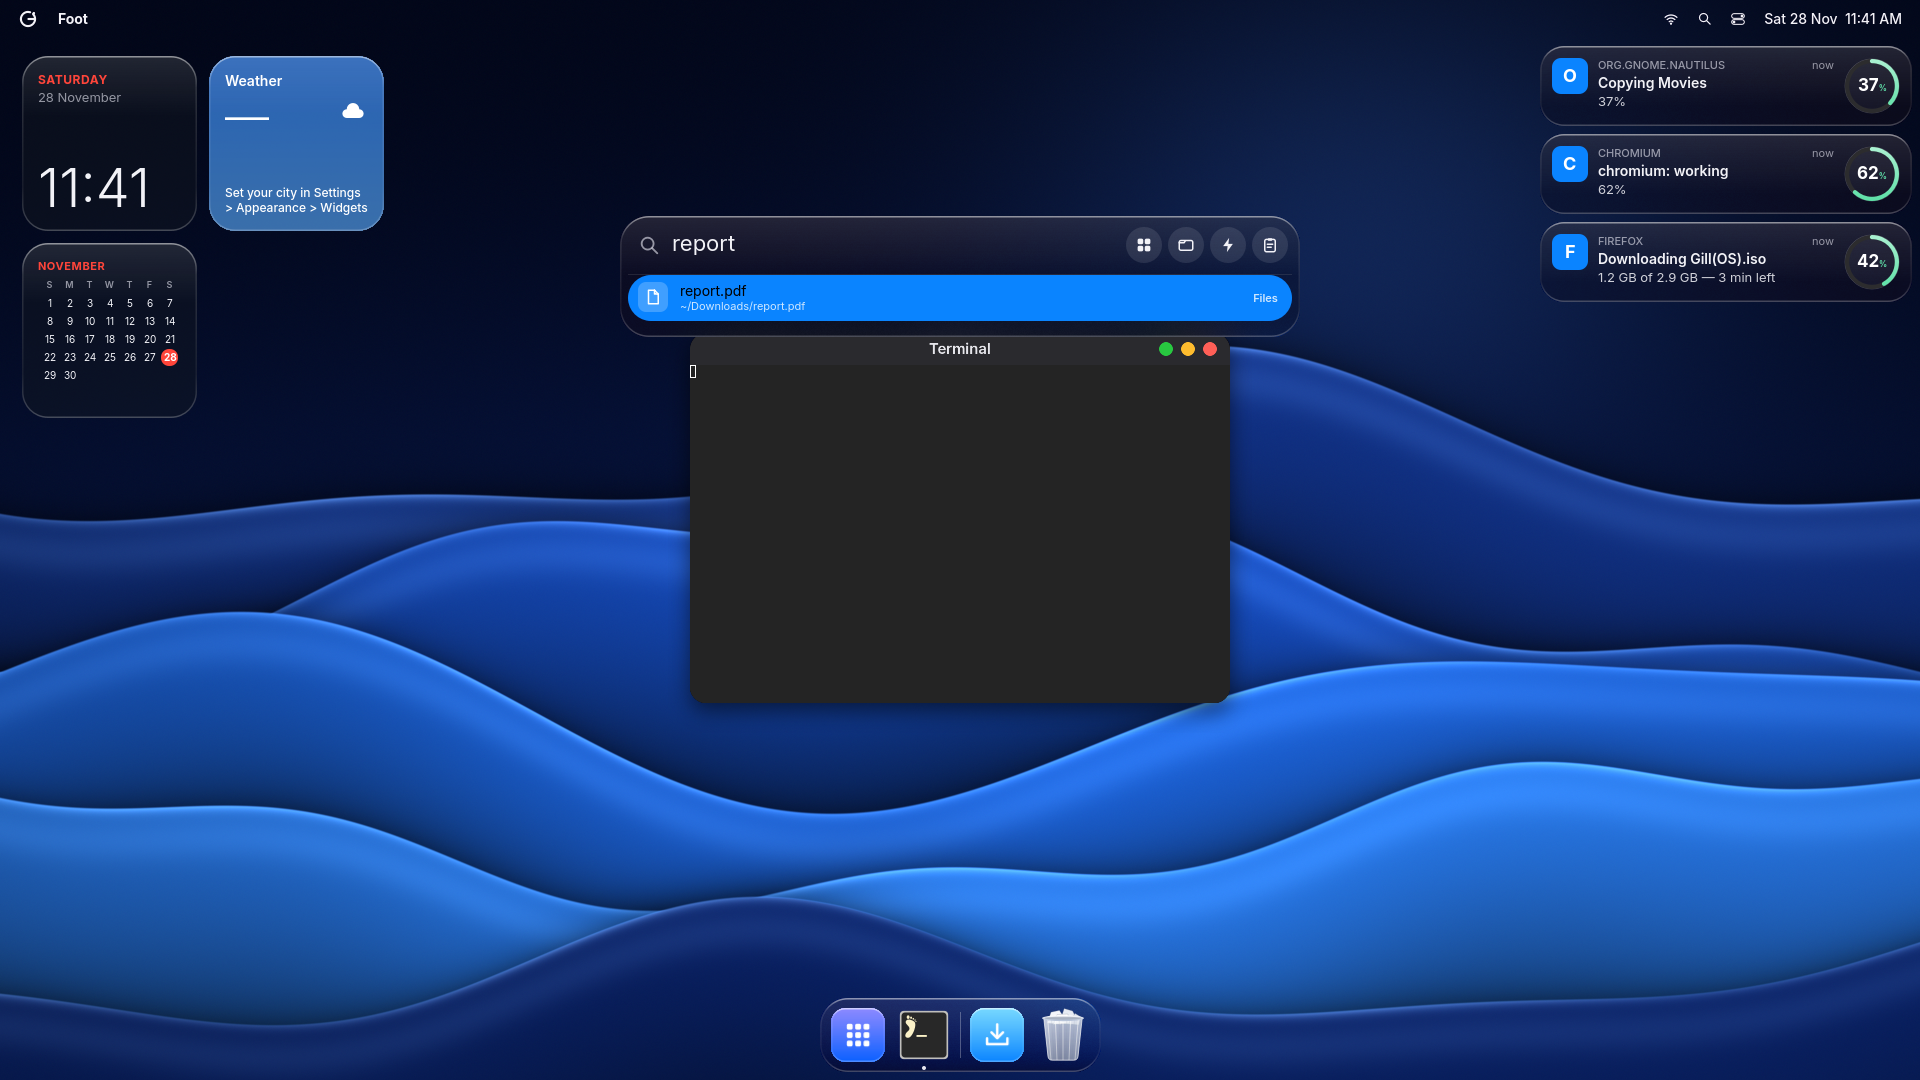 Foot
Sat 28 Nov 11:41 AM
SATURDAY
28 November
11:41
Weather
Set your city in Settings
> Appearance > Widgets
NOVEMBER
S M T W T F S
1 2 3 4 5 6 7
8 9 10 11 12 13 14
15 16 17 18 19 20 21
22 23 24 25 26 27 28
29 30
report
report.pdf
~/Downloads/report.pdf
Files
Terminal
O
ORG.GNOME.NAUTILUS
now
Copying Movies
37%
37%
C
CHROMIUM
now
chromium: working
62%
62%
F
FIREFOX
now
Downloading Gill(OS).iso
1.2 GB of 2.9 GB — 3 min left
42%